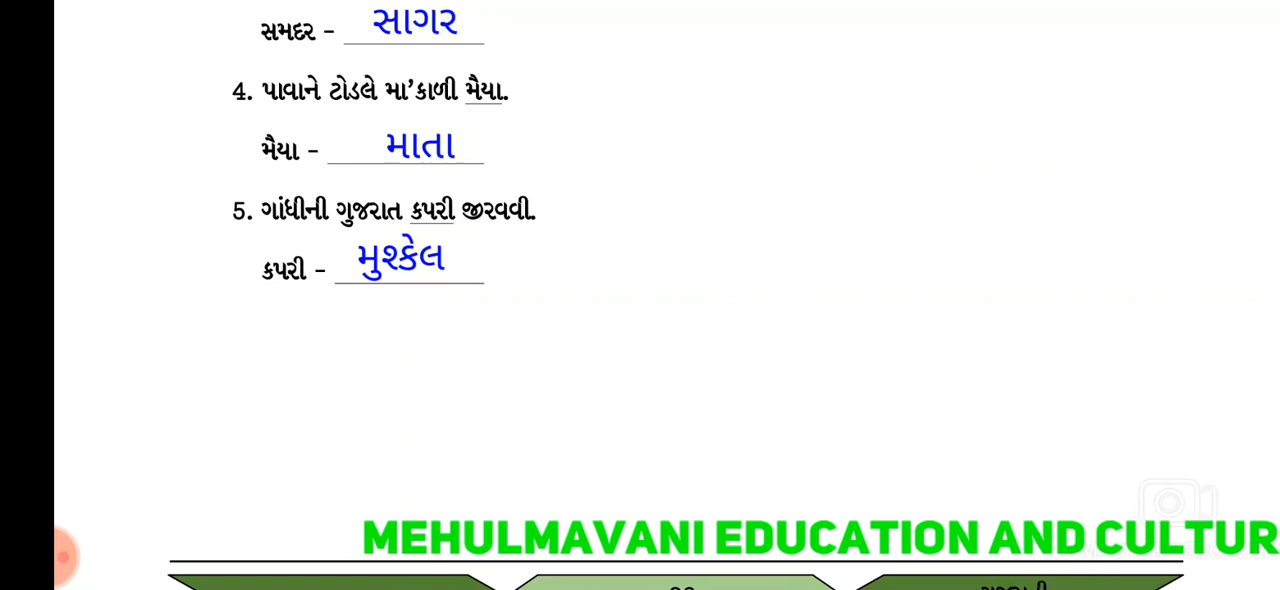 સમદર - સાગર
4. પાવાને ટોડલે મા’કાળી મૈયા.
મૈયા - માતા
5. ગાંધીની ગુજરાત કપરી જીરવવી.
કપરી - મુશ્કેલ
MEHULMAVANI EDUCATION AND CULTUR